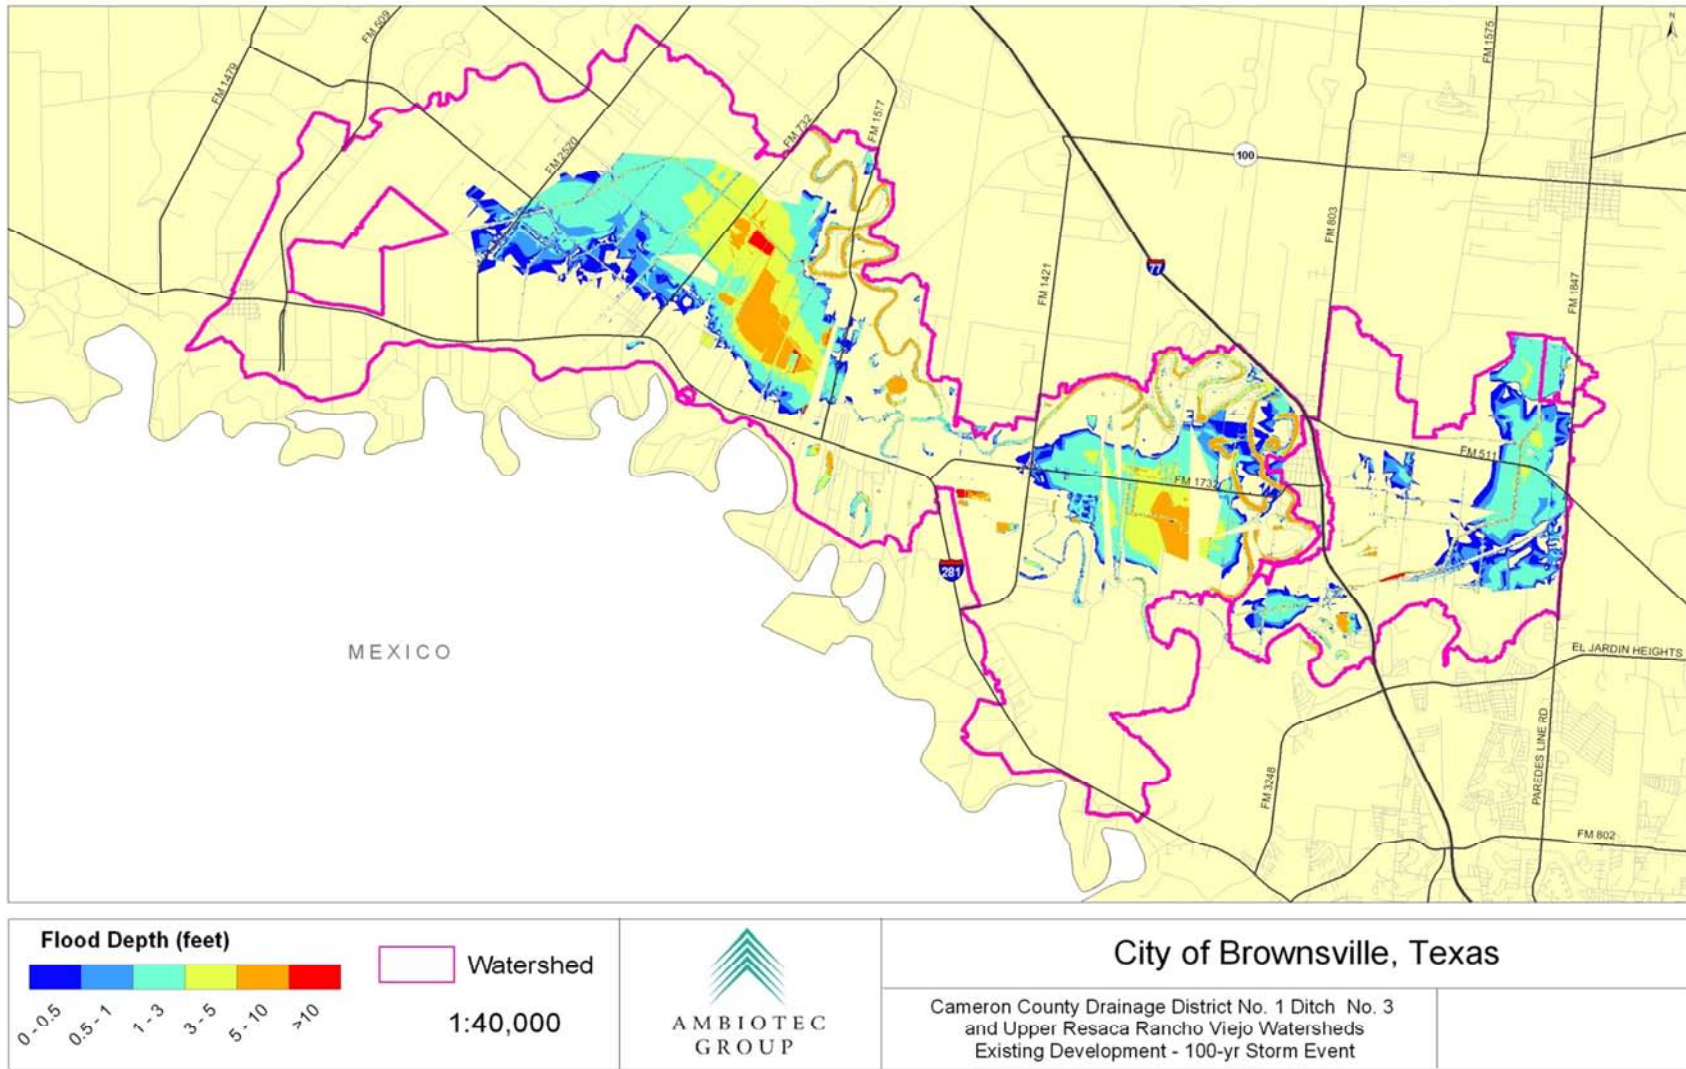 FM 509
FM 1575
N
FM 1479
FM 2520
FM 732
FM 1577
100
FM 803
77
FM 1421
FM 1847
FM 511
FM 1732
281
MEXICO
EL JARDIN HEIGHTS
PAREDES LINE RD
FM 3248
FM 802
Flood Depth (feet)
0 - 0.5
0.5 - 1
1 - 3
3 - 5
5 - 10
>10
Watershed
1:40,000
AMBIOTEC
GROUP
City of Brownsville, Texas
Cameron County Drainage District No. 1 Ditch No. 3
and Upper Resaca Rancho Viejo Watersheds
Existing Development - 100-yr Storm Event